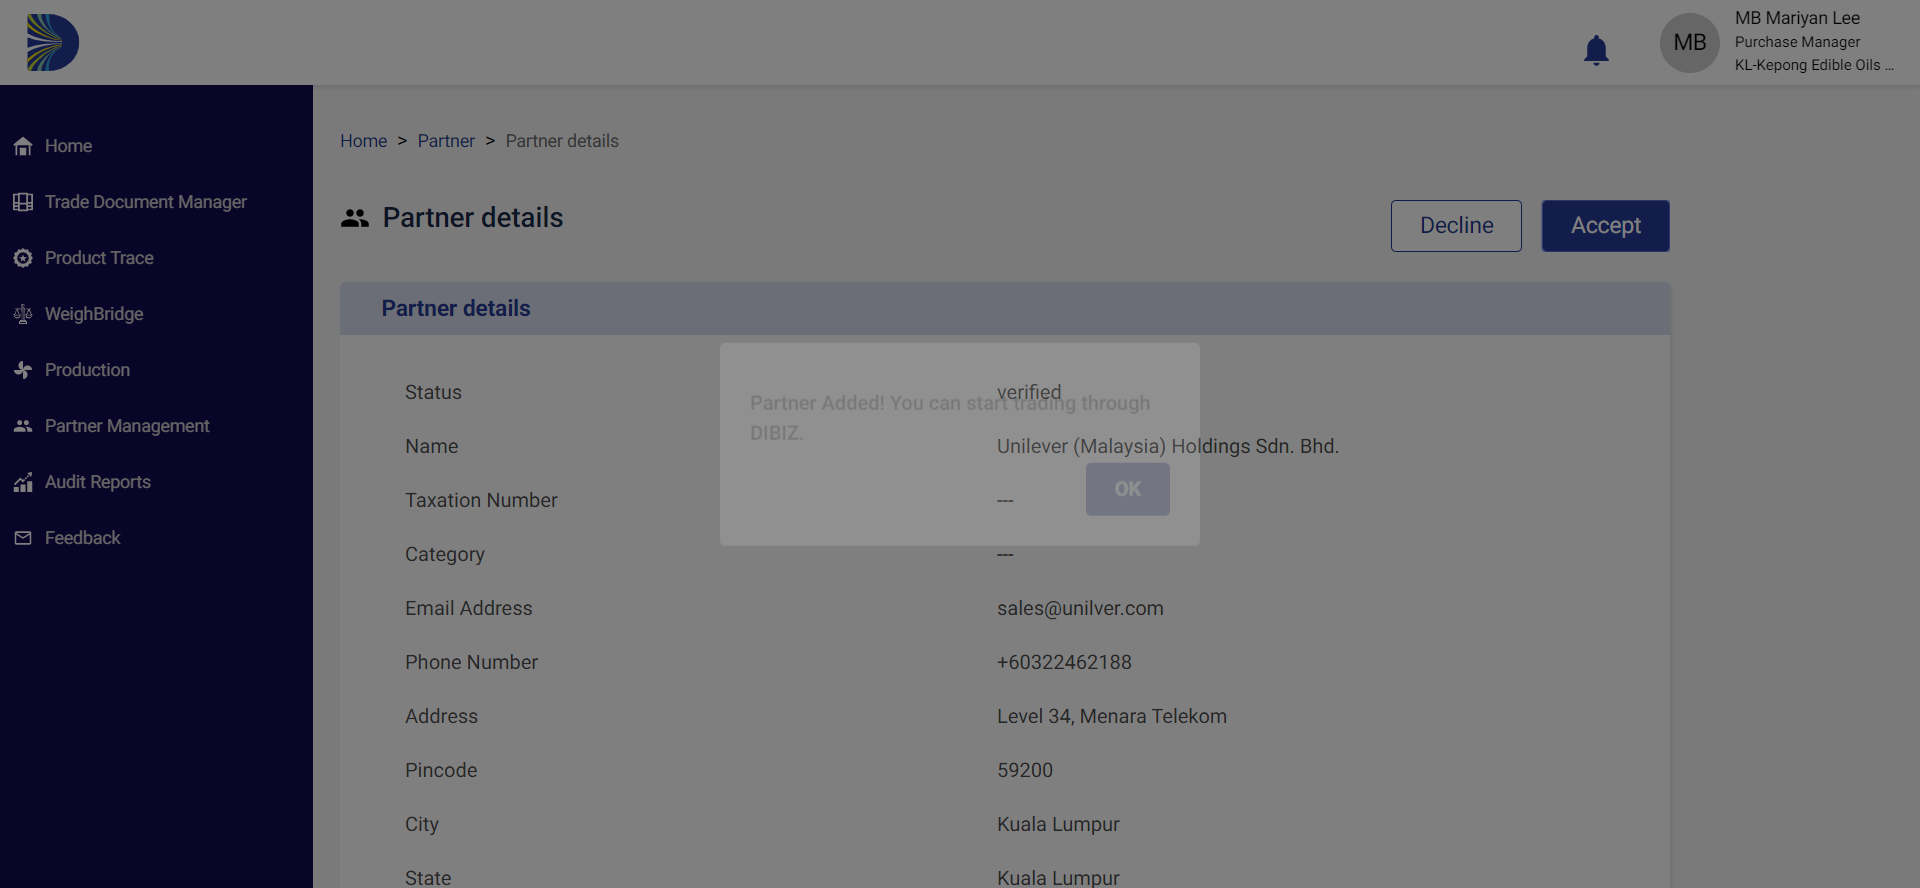 MB
MB Mariyan Lee
Purchase Manager
KL-Kepong Edible Oils ...
Home
Trade Document Manager
Product Trace
WeighBridge
Production
Partner Management
Audit Reports
Feedback
Home > Partner > Partner details
Partner details
Decline
Accept
Partner details
Status verified
Name Unilever (Malaysia) Holdings Sdn. Bhd.
Taxation Number ---
Category ---
Email Address sales@unilver.com
Phone Number +60322462188
Address Level 34, Menara Telekom
Pincode 59200
City Kuala Lumpur
State Kuala Lumpur
Partner Added! You can start trading through
DIBIZ.
OK